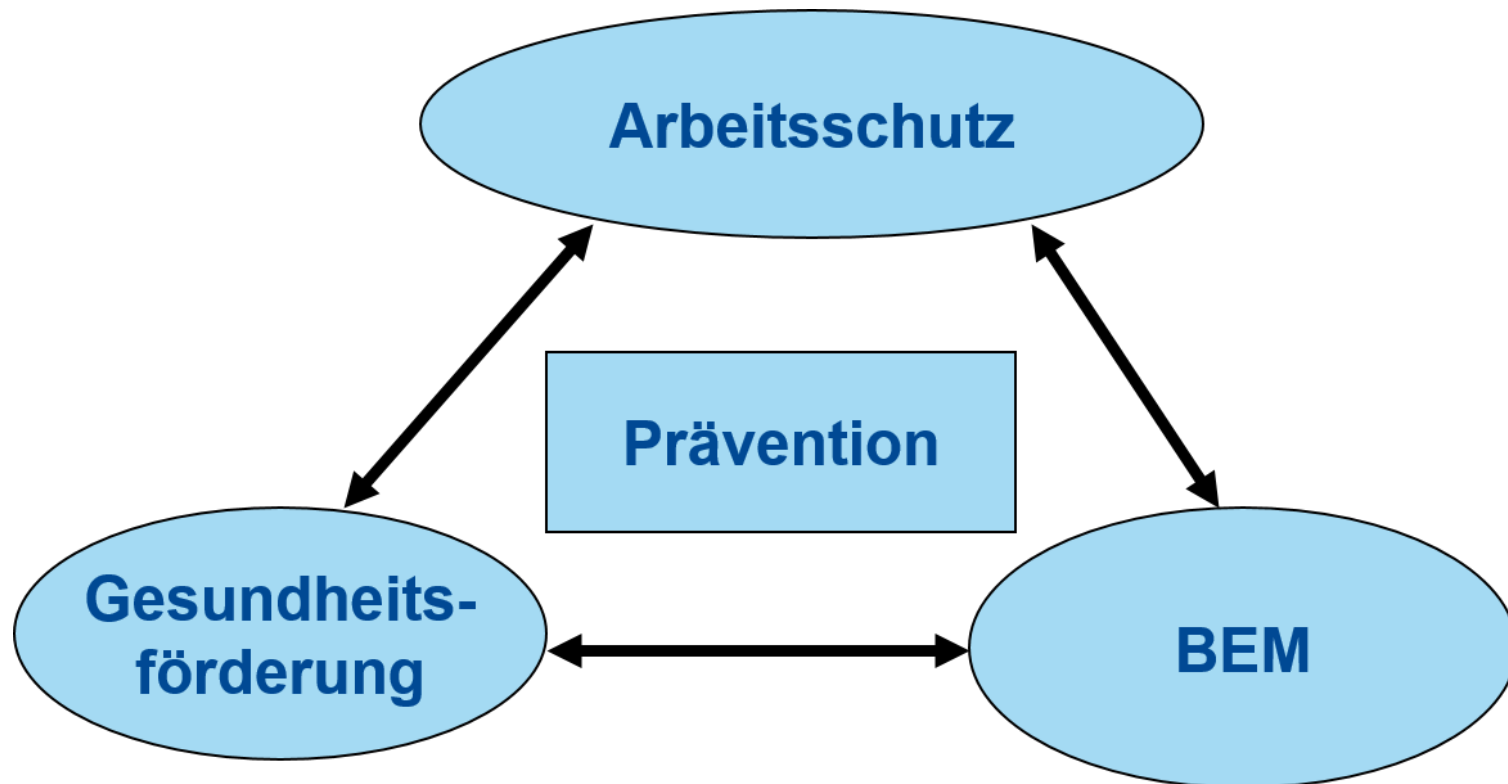 Arbeitsschutz
Prävention
Gesundheits-
förderung
BEM